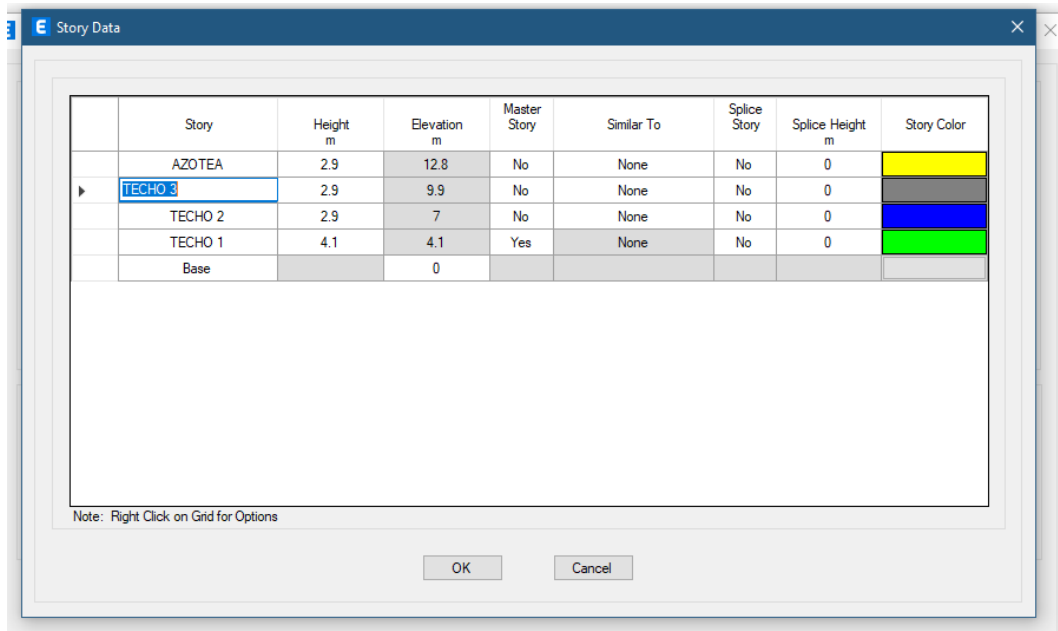 E Story Data
Story Height m Elevation m Master Story Similar To Splice Story Splice Height m Story Color
AZOTEA 2.9 12.8 No None No 0
TECHO 3 2.9 9.9 No None No 0
TECHO 2 2.9 7 No None No 0
TECHO 1 4.1 4.1 Yes None No 0
Base 0
Note: Right Click on Grid for Options
OK Cancel